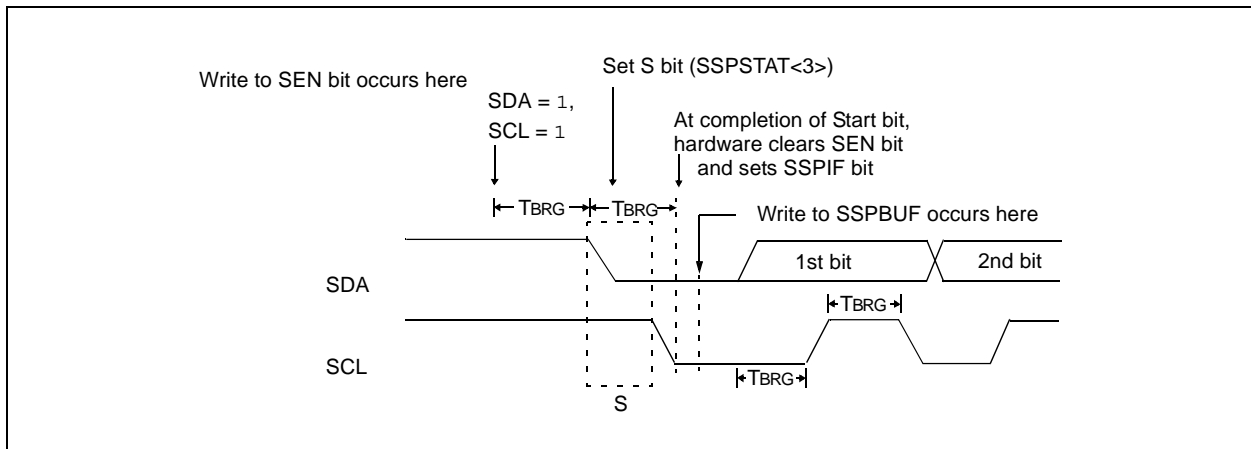 Write to SEN bit occurs here
Set S bit (SSPSTAT<3>)
SDA = 1,
SCL = 1
At completion of Start bit,
hardware clears SEN bit
and sets SSPIF bit
TBRG
TBRG
Write to SSPBUF occurs here
SDA
1st bit
2nd bit
TBRG
SCL
TBRG
S